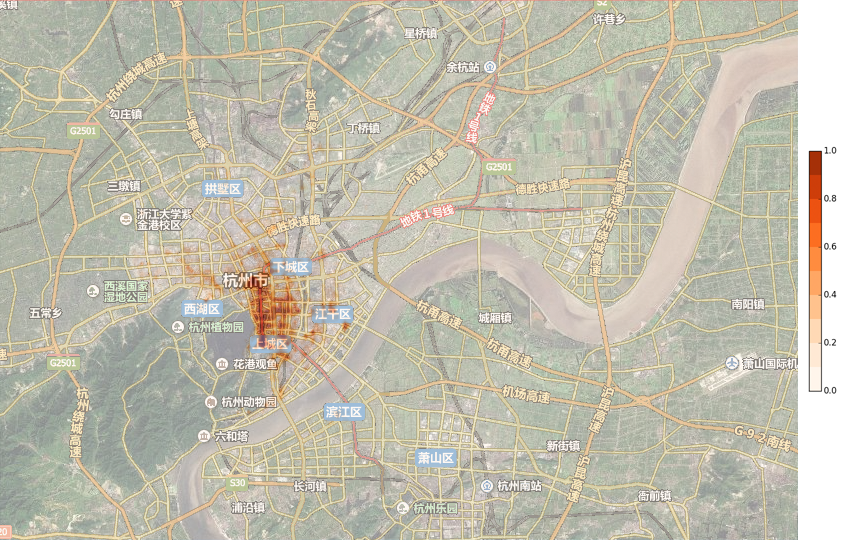 溪镇
S2
许巷乡
星桥镇
余杭站
杭州绕城高速
地铁1号线
勾庄镇
上塘高架
秋石高架
丁桥镇
G2501
杭甬高速
G2501
沪昆高速
三墩镇
拱墅区
德胜快速路
浙江大学紫
金港校区
德胜快速路
地铁1号线
杭州绕城高速
下城区
杭州市
西溪国家
湿地公园
五常乡
西湖区
江干区
杭甬高速
城厢镇
南阳镇
杭州植物园
上城区
杭甬高速
G2501
花港观鱼
萧山国际机
杭州绕城高速
机场高速
沪昆高速
杭州动物园
滨江区
六和塔
G92南线
新街镇
萧山区
沪昆高速
S30
长河镇
杭州南站
衙前镇
浦沿镇
杭州乐园
20
1.0
0.8
0.6
0.4
0.2
0.0